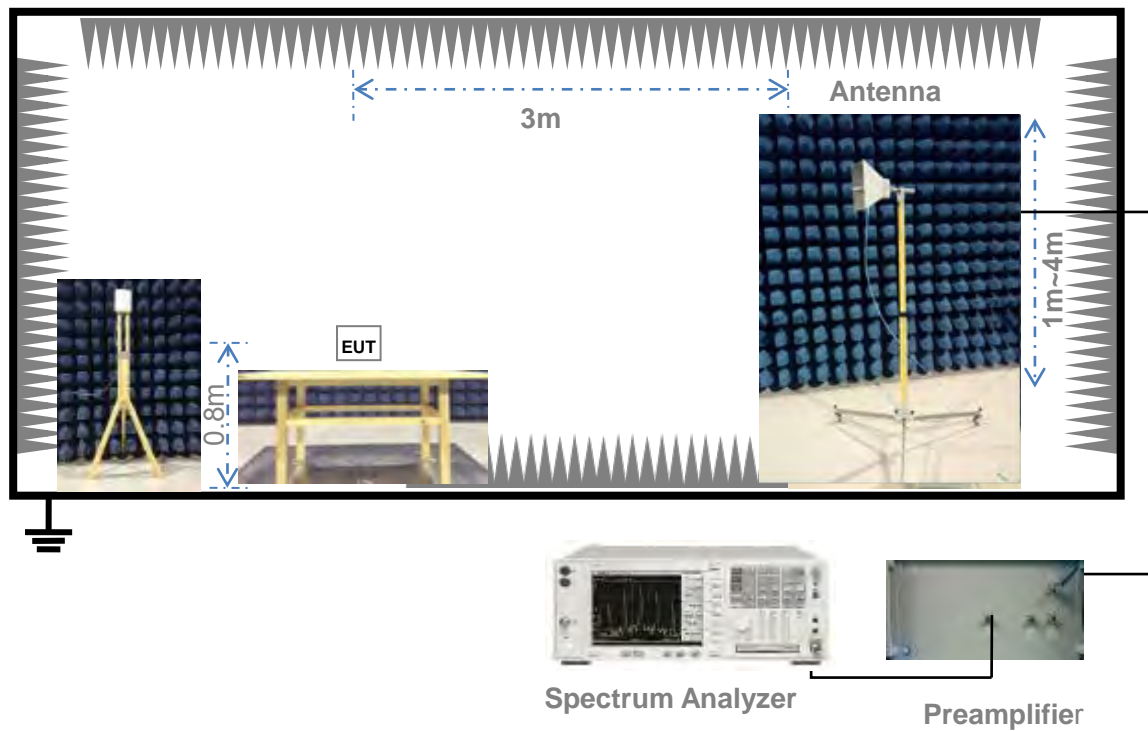 Antenna
3m
1m~4m
EUT
0.8m
Spectrum Analyzer
Preamplifier